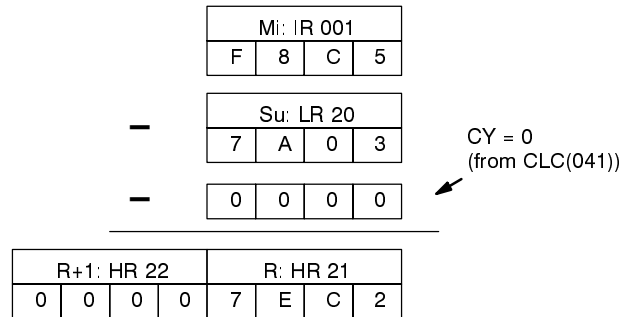 Mi: IR 001
F 8 C 5
Su: LR 20
– 7 A 0 3
CY = 0
(from CLC(041))
– 0 0 0 0
R+1: HR 22 R: HR 21
0 0 0 0 7 E C 2